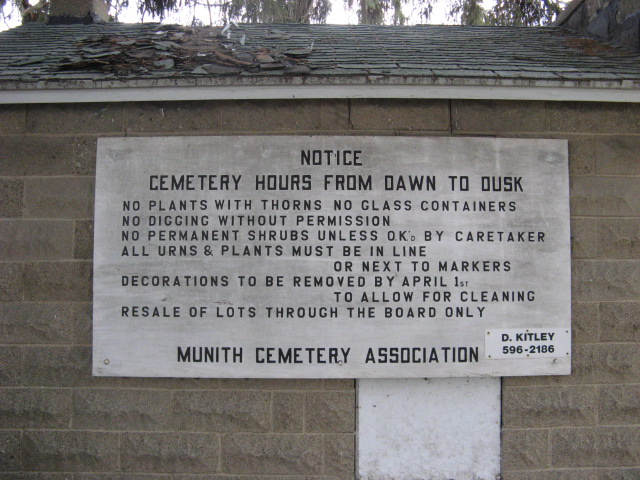 NOTICE
CEMETERY HOURS FROM DAWN TO DUSK
NO PLANTS WITH THORNS NO GLASS CONTAINERS
NO DIGGING WITHOUT PERMISSION
NO PERMANENT SHRUBS UNLESS O.K.'D BY CARETAKER
ALL URNS & PLANTS MUST BE IN LINE
OR NEXT TO MARKERS
DECORATIONS TO BE REMOVED BY APRIL 1ST
TO ALLOW FOR CLEANING
RESALE OF LOTS THROUGH THE BOARD ONLY
MUNITH CEMETERY ASSOCIATION
D. KITLEY
596-2186